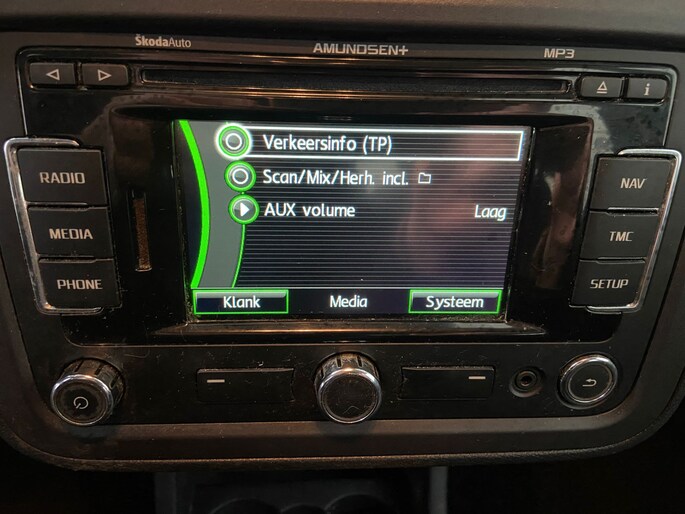 ŠkodaAuto AMUNDSEN+ MP3
i
RADIO
MEDIA
PHONE
Verkeersinfo (TP)
Scan/Mix/Herh. incl.
AUX volume Laag
Klank Media Systeem
NAV
TMC
SETUP